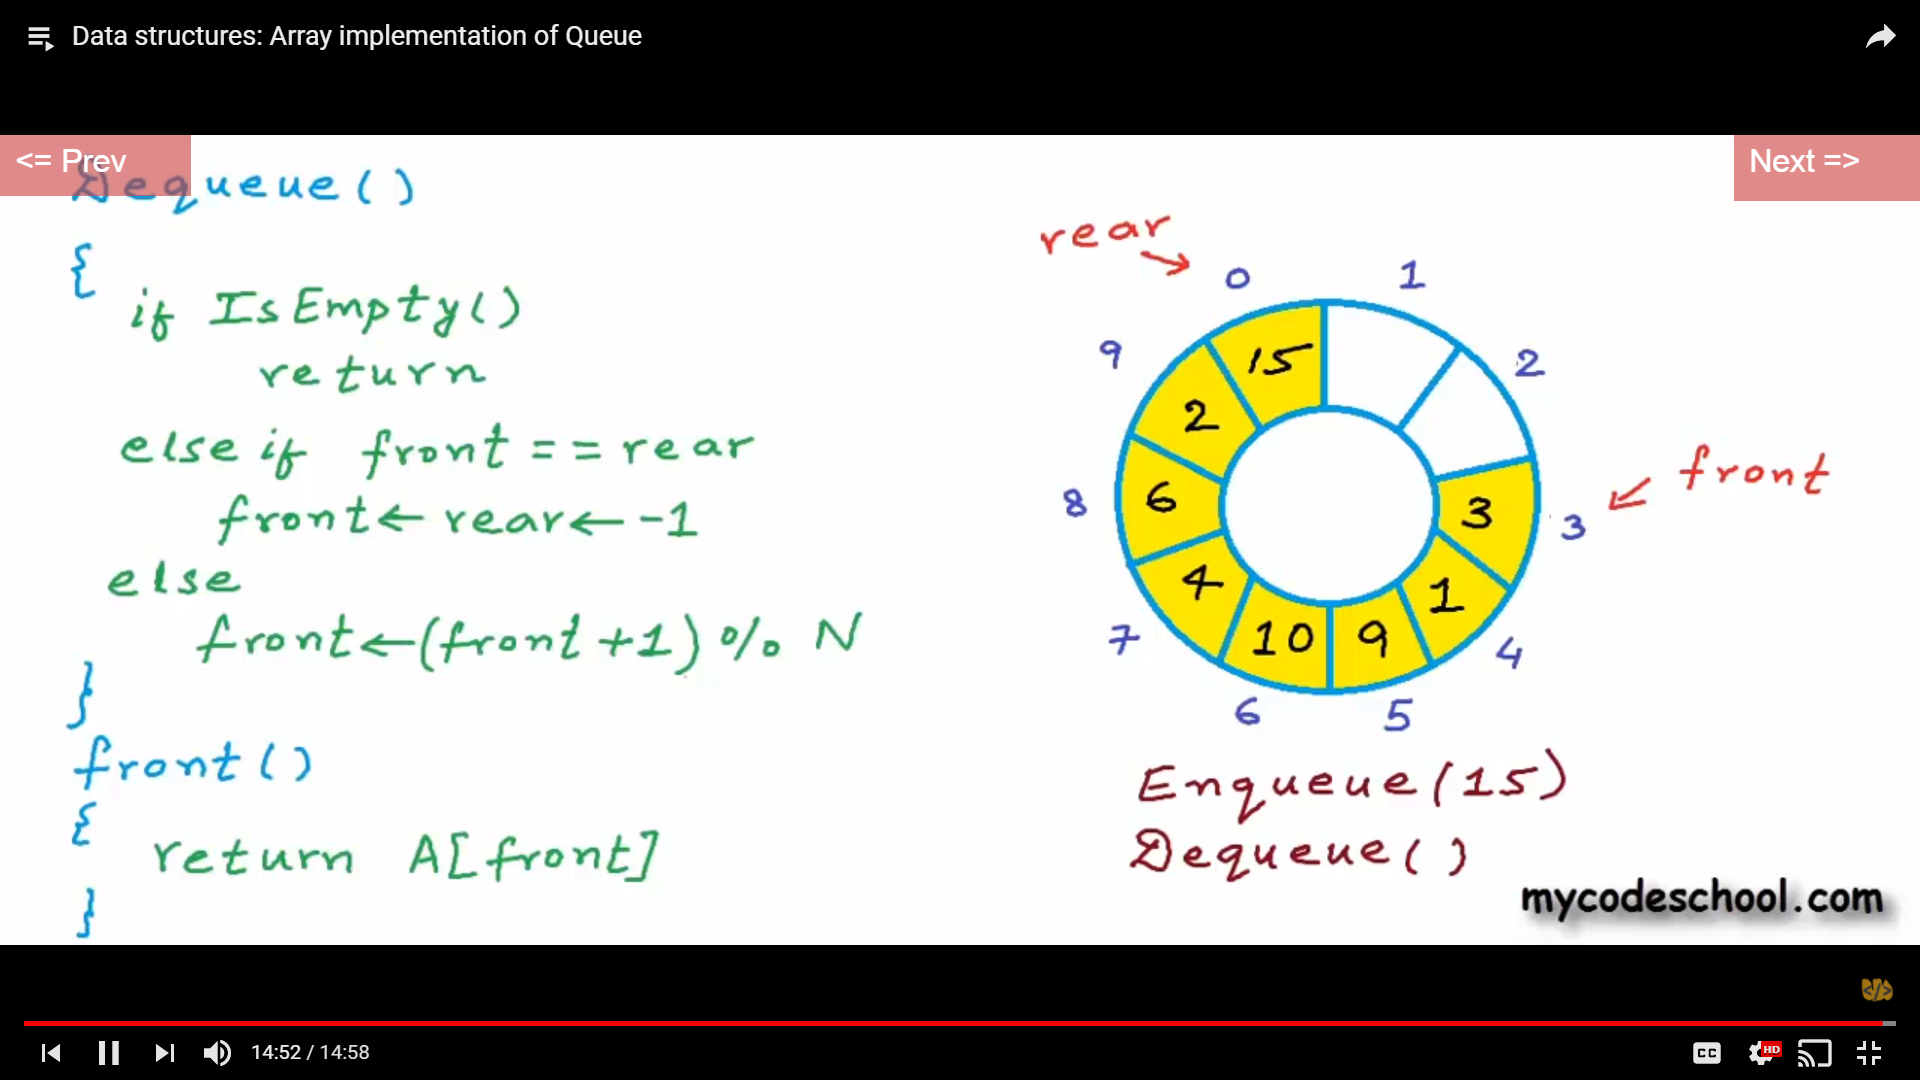 Data structures: Array implementation of Queue
<= Prev
Next =>
Dequeue()
{
if IsEmpty()
return
else if front == rear
front← rear← -1
else
front←(front+1)% N
}
front()
{
return A[front]
}
rear
0
1
2
3
4
5
6
7
8
9
front
15
2
6
4
10
9
1
3
Enqueue(15)
Dequeue()
mycodeschool.com
</>
14:52 / 14:58
CC
HD